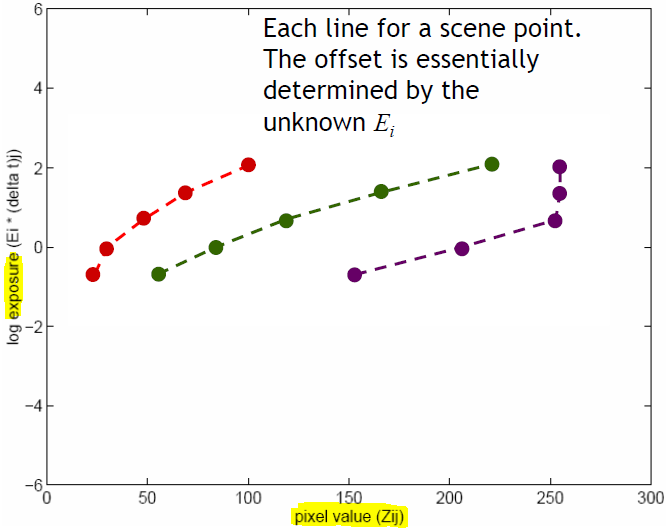 Each line for a scene point.
The offset is essentially
determined by the
unknown Ei
log exposure (Ei * (delta t)j)
6
4
2
0
−2
−4
−6
0 50 100 150 200 250 300
pixel value (Zij)